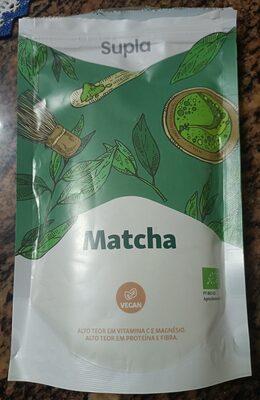 Supla
Matcha
VEGAN
ALTO TEOR EM VITAMINA C E MAGNÉSIO.
ALTO TEOR EM PROTEÍNA E FIBRA.